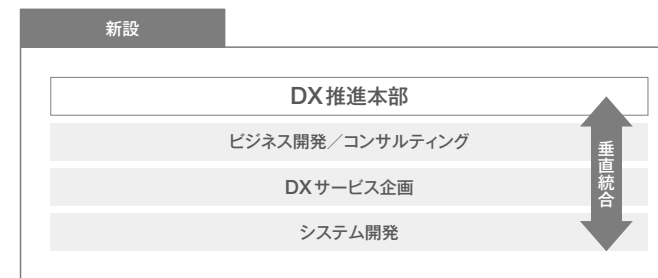 新設
DX推進本部
ビジネス開発／コンサルティング
DXサービス企画
システム開発
垂直統合